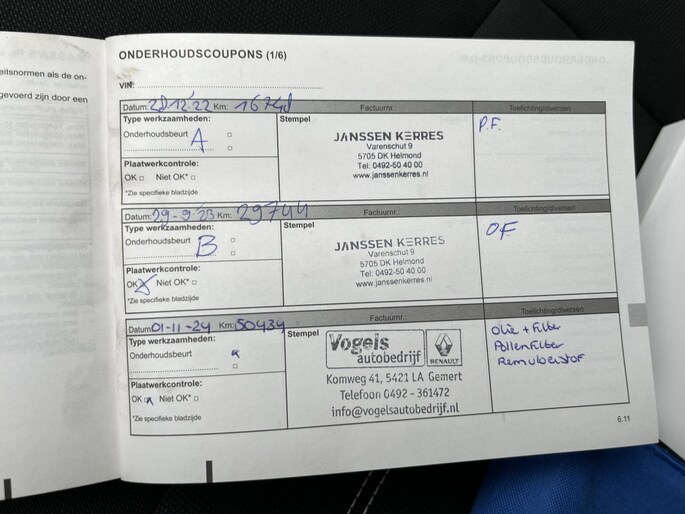 eitsnormen als de on-
gevoerd zijn door een
ONDERHOUDSCOUPONS (1/6)
VIN:
Datum: 28.12.22 Km: 16741 Factuurnr.: Toelichting/diversen
Type werkzaamheden: Stempel
Onderhoudsbeurt A
Plaatwerkcontrole:
OK Niet OK*
*Zie specifieke bladzijde
JANSSEN KERRES
Varenschut 9
5705 DK Helmond
Tel: 0492-50 40 00
www.janssenkerres.nl
P.F.
Datum: 29-9-23 Km: 29744 Factuurnr.: Toelichting/diversen
Type werkzaamheden: Stempel
Onderhoudsbeurt B
Plaatwerkcontrole:
OK Niet OK*
*Zie specifieke bladzijde
JANSSEN KERRES
Varenschut 9
5705 DK Helmond
Tel: 0492-50 40 00
www.janssenkerres.nl
OF
Datum: 01-11-24 Km: 50434 Factuurnr.: Toelichting/diversen
Type werkzaamheden: Stempel
Onderhoudsbeurt
Plaatwerkcontrole:
OK Niet OK*
*Zie specifieke bladzijde
Vogels
autobedrijf
RENAULT
Komweg 41, 5421 LA Gemert
Telefoon 0492 - 361472
info@vogelsautobedrijf.nl
Olie + Filter
Pollenfilter
Remvloeistof
6.11